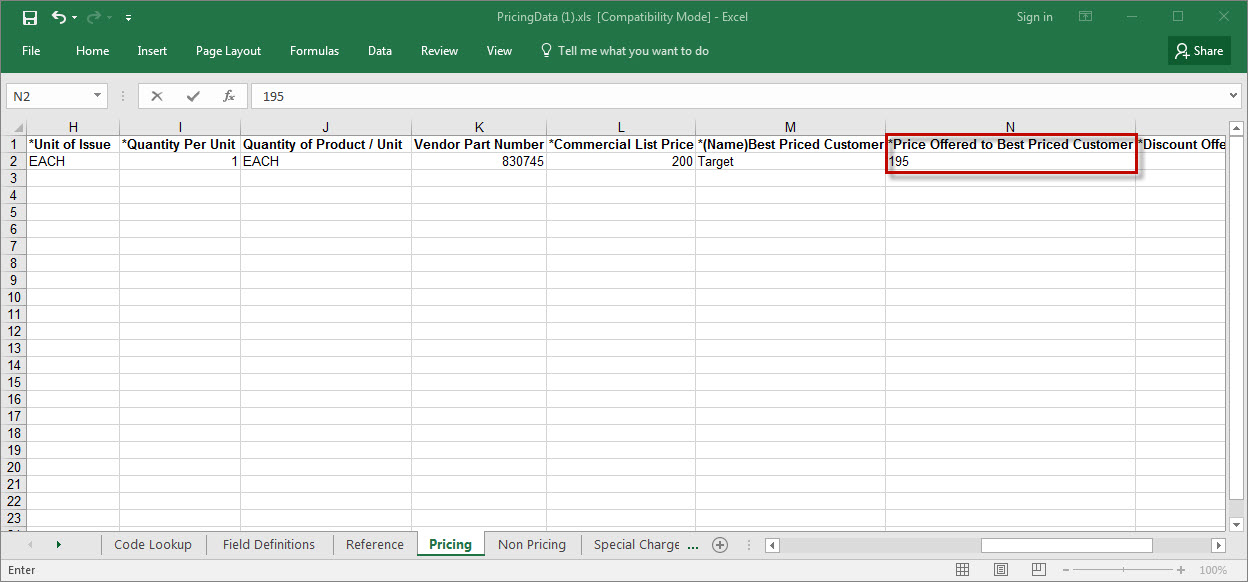 PricingData (1).xls [Compatibility Mode] - Excel
Sign in
File Home Insert Page Layout Formulas Data Review View Tell me what you want to do Share
N2 fx 195
H I J K L M N
1 *Unit of Issue *Quantity Per Unit Quantity of Product / Unit Vendor Part Number *Commercial List Price *(Name)Best Priced Customer *Price Offered to Best Priced Customer *Discount Offe
2 EACH 1 EACH 830745 200 Target 195
3
4
5
6
7
8
9
10
11
12
13
14
15
16
17
18
19
20
21
22
23
Code Lookup Field Definitions Reference Pricing Non Pricing Special Charge ...
Enter 100%